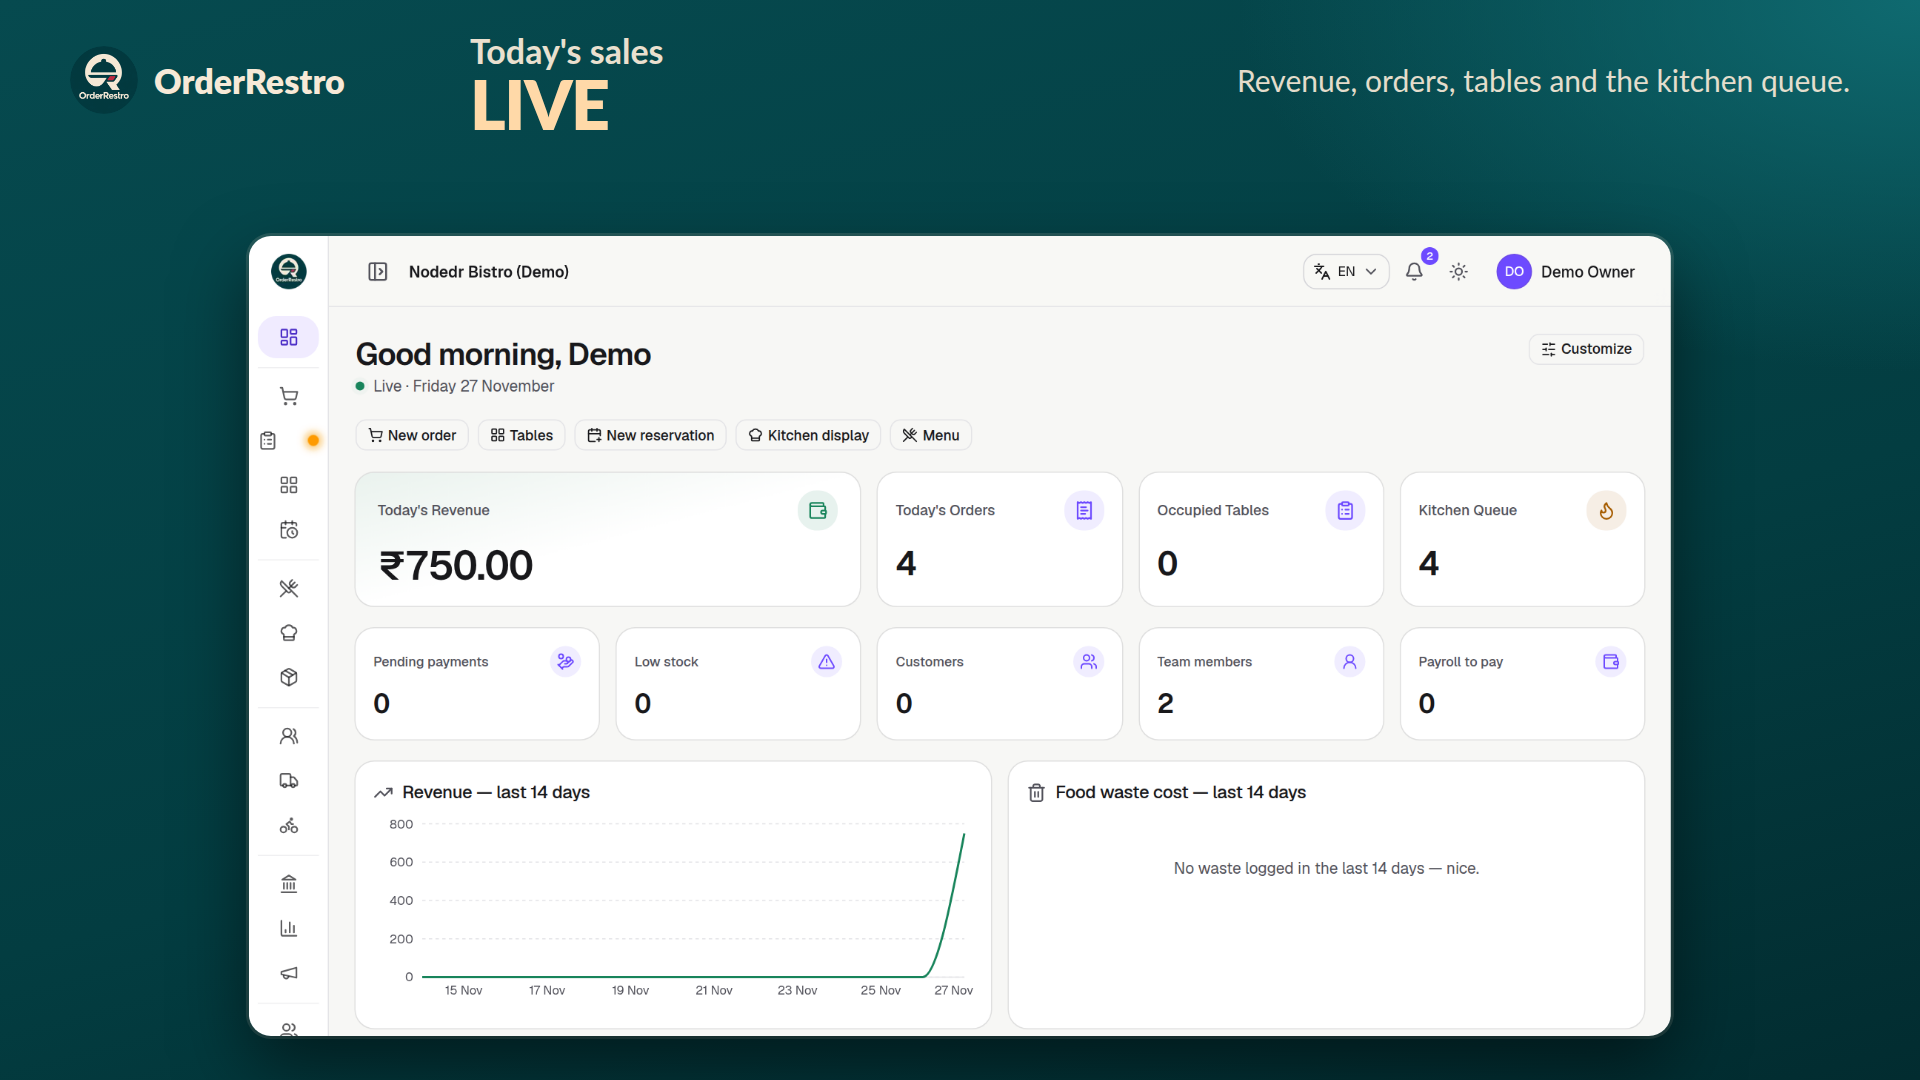 OrderRestro
OrderRestro
Today's sales
LIVE
Revenue, orders, tables and the kitchen queue.
OrderRestro
Nodedr Bistro (Demo)
EN
2
DO
Demo Owner
Good morning, Demo
Customize
Live · Friday 27 November
New order
Tables
New reservation
Kitchen display
Menu
Today's Revenue
₹750.00
Today's Orders
4
Occupied Tables
0
Kitchen Queue
4
Pending payments
0
Low stock
0
Customers
0
Team members
2
Payroll to pay
0
Revenue — last 14 days
800
600
400
200
0
15 Nov
17 Nov
19 Nov
21 Nov
23 Nov
25 Nov
27 Nov
Food waste cost — last 14 days
No waste logged in the last 14 days — nice.